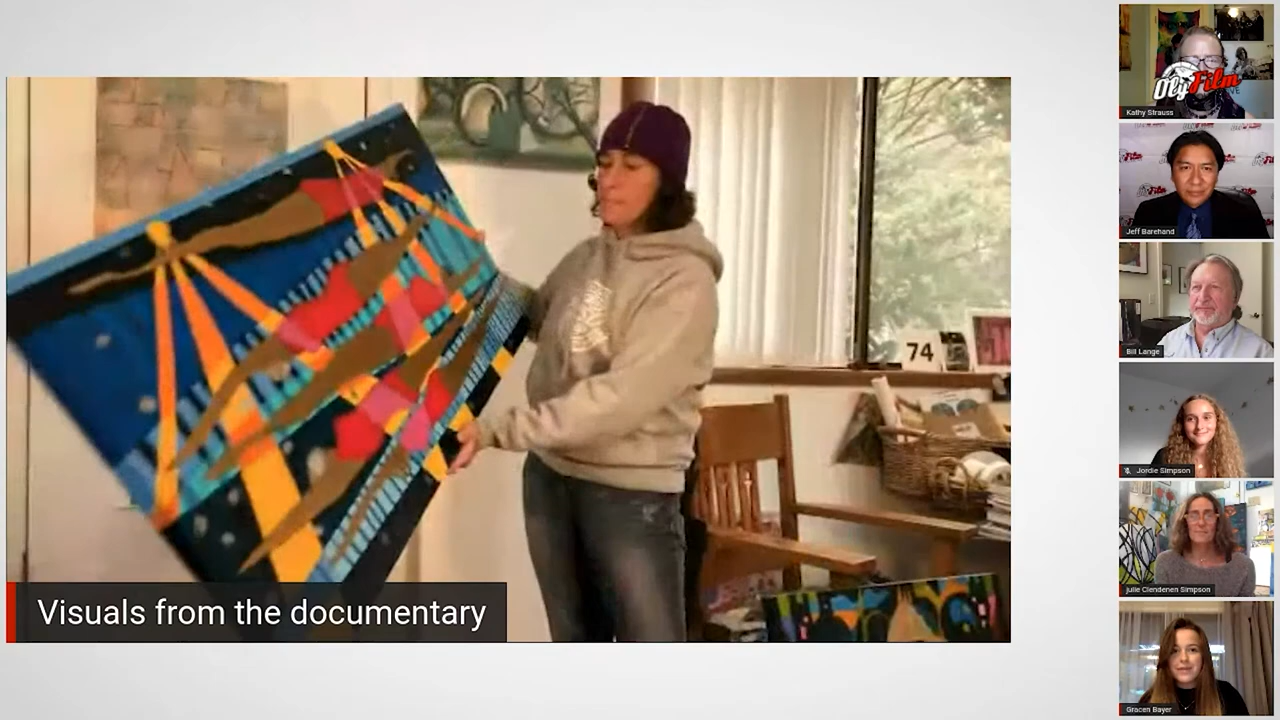 74
Visuals from the documentary
OlyFilm
Kathy Strauss
Jeff Barehand
Bill Lange
Jordie Simpson
julie Clendenen Simpson
Gracen Bayer